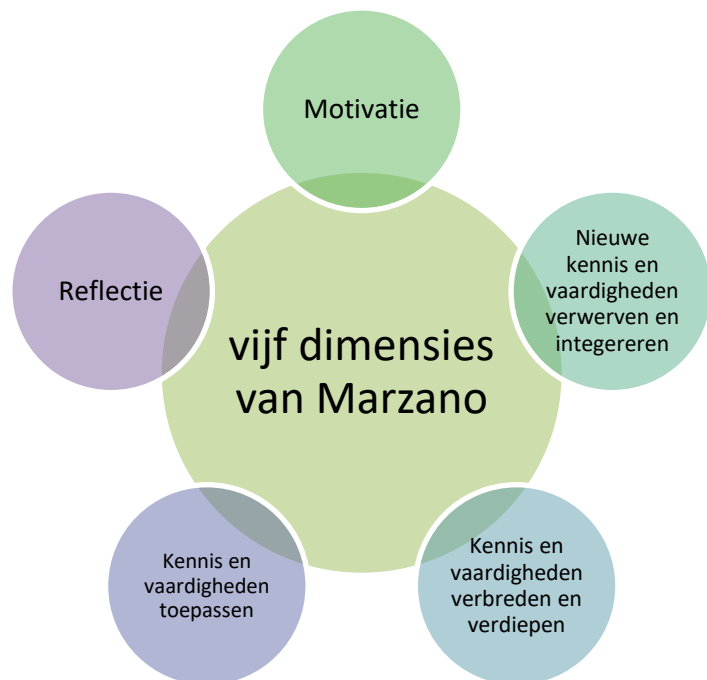 Motivatie
Nieuwe
kennis en
vaardigheden
verwerven en
integereren
Reflectie
vijf dimensies
van Marzano
Kennis en
vaardigheden
verbreden en
verdiepen
Kennis en
vaardigheden
toepassen